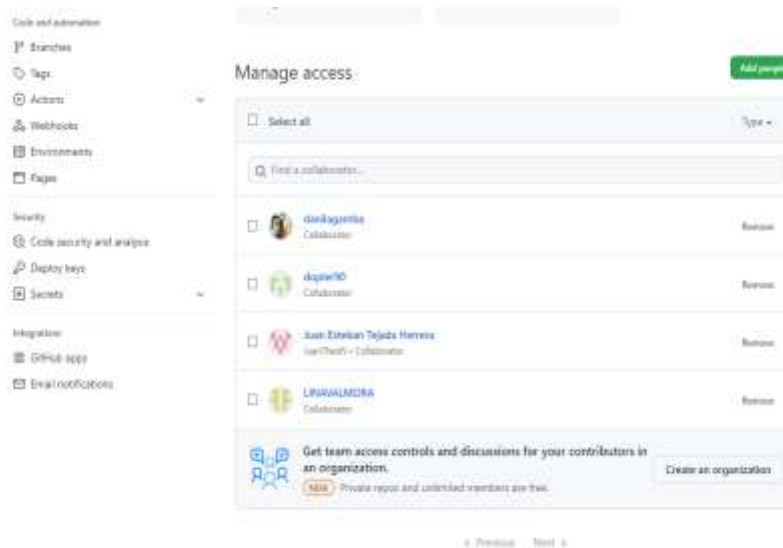 Code and automation
Branches
Tags
Actions
Webhooks
Environments
Pages
Security
Code security and analysis
Deploy keys
Secrets
Integrations
GitHub apps
Email notifications
Manage access
Add people
Select all
Type
Find a collaborator...
Collaborator
Remove
dopler90
Collaborator
Remove
Juan Esteban Tejada Herrera
• Collaborator
Remove
LINAVALMORA
Collaborator
Remove
Get team access controls and discussions for your contributors in
an organization.
NEW Private repos and unlimited members are free.
Create an organization
Previous Next